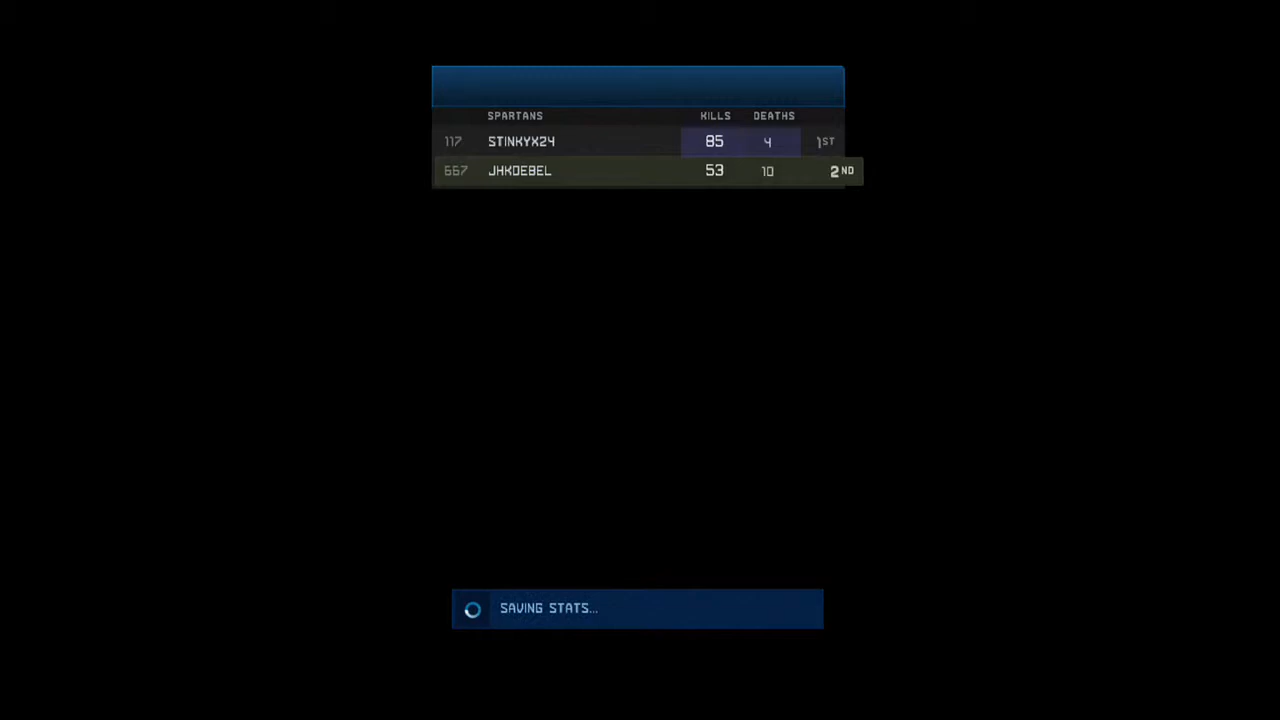 SPARTANS KILLS DEATHS
117 STINKYX24 85 4 1ST
667 JHKOEBEL 53 10 2ND
SAVING STATS...